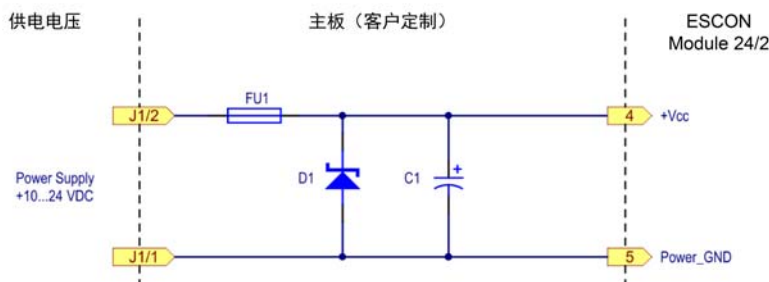 供电电压
主板（客户定制）
ESCON
Module 24/2
J1/2
FU1
4
+Vcc
Power Supply
+10...24 VDC
D1
C1
+
J1/1
5
Power_GND